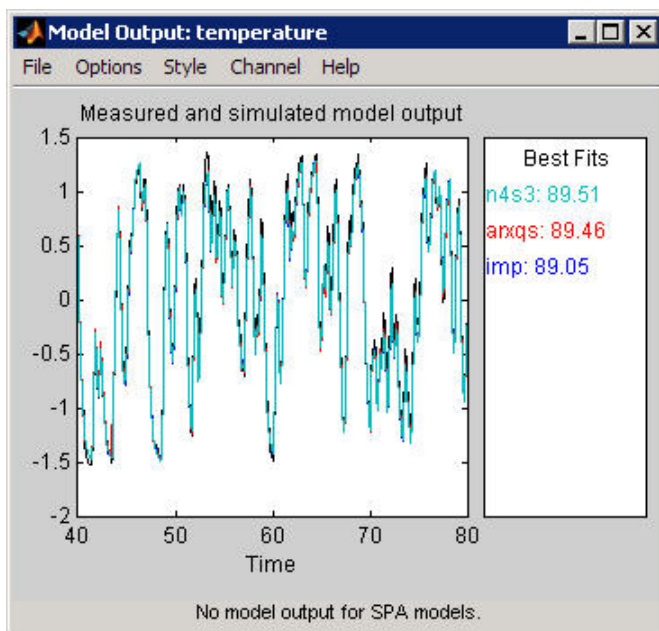 Model Output: temperature
File Options Style Channel Help
Measured and simulated model output
1.5
1
0.5
0
-0.5
-1
-1.5
-2
40 50 60 70 80
Time
Best Fits
n4s3: 89.51
arxqs: 89.46
imp: 89.05
No model output for SPA models.